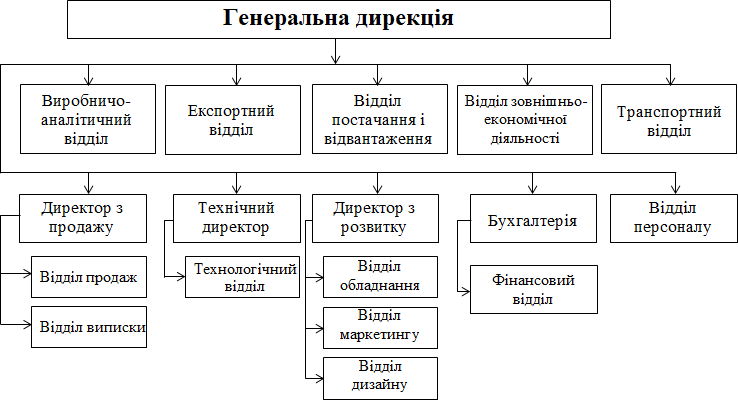 Генеральна дирекція
Виробничо-
аналітичний
відділ
Експортний
відділ
Відділ
постачання і
відвантаження
Відділ зовнішньо-
економічної
діяльності
Транспортний
відділ
Директор з
продажу
Технічний
директор
Директор з
розвитку
Бухгалтерія
Відділ
персоналу
Відділ продаж
Технологічний
відділ
Відділ
обладнання
Фінансовий
відділ
Відділ виписки
Відділ
маркетингу
Відділ
дизайну